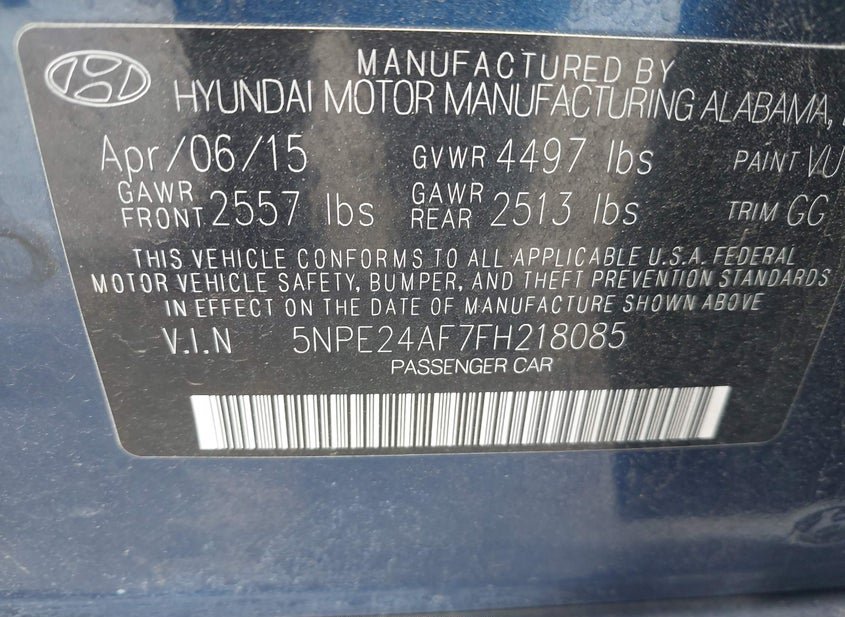 MANUFACTURED BY
HYUNDAI MOTOR MANUFACTURING ALABAMA,
Apr/06/15 GVWR 4497 lbs PAINT VU
GAWR FRONT 2557 lbs GAWR REAR 2513 lbs TRIM GG
THIS VEHICLE CONFORMS TO ALL APPLICABLE U.S.A. FEDERAL
MOTOR VEHICLE SAFETY, BUMPER, AND THEFT PREVENTION STANDARDS
IN EFFECT ON THE DATE OF MANUFACTURE SHOWN ABOVE
V.I.N 5NPE24AF7FH218085
PASSENGER CAR